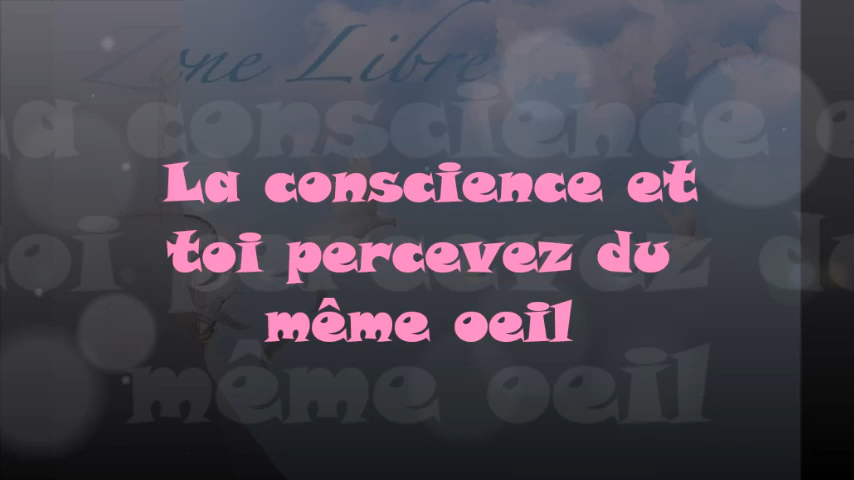 Zone Libre
La conscience et
toi percevez du
même oeil